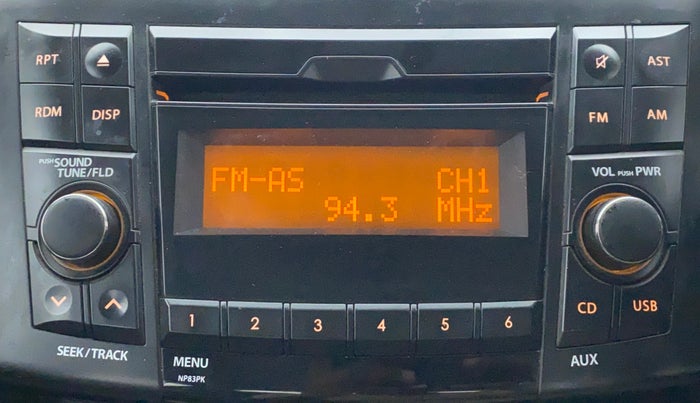 RPT
RDM
DISP
PUSH SOUND
TUNE/FLD
SEEK/TRACK
FM-AS CH1
94.3 MHz
1 2 3 4 5 6
MENU
NP83PK
AST
FM
AM
VOL PUSH PWR
CD
USB
AUX